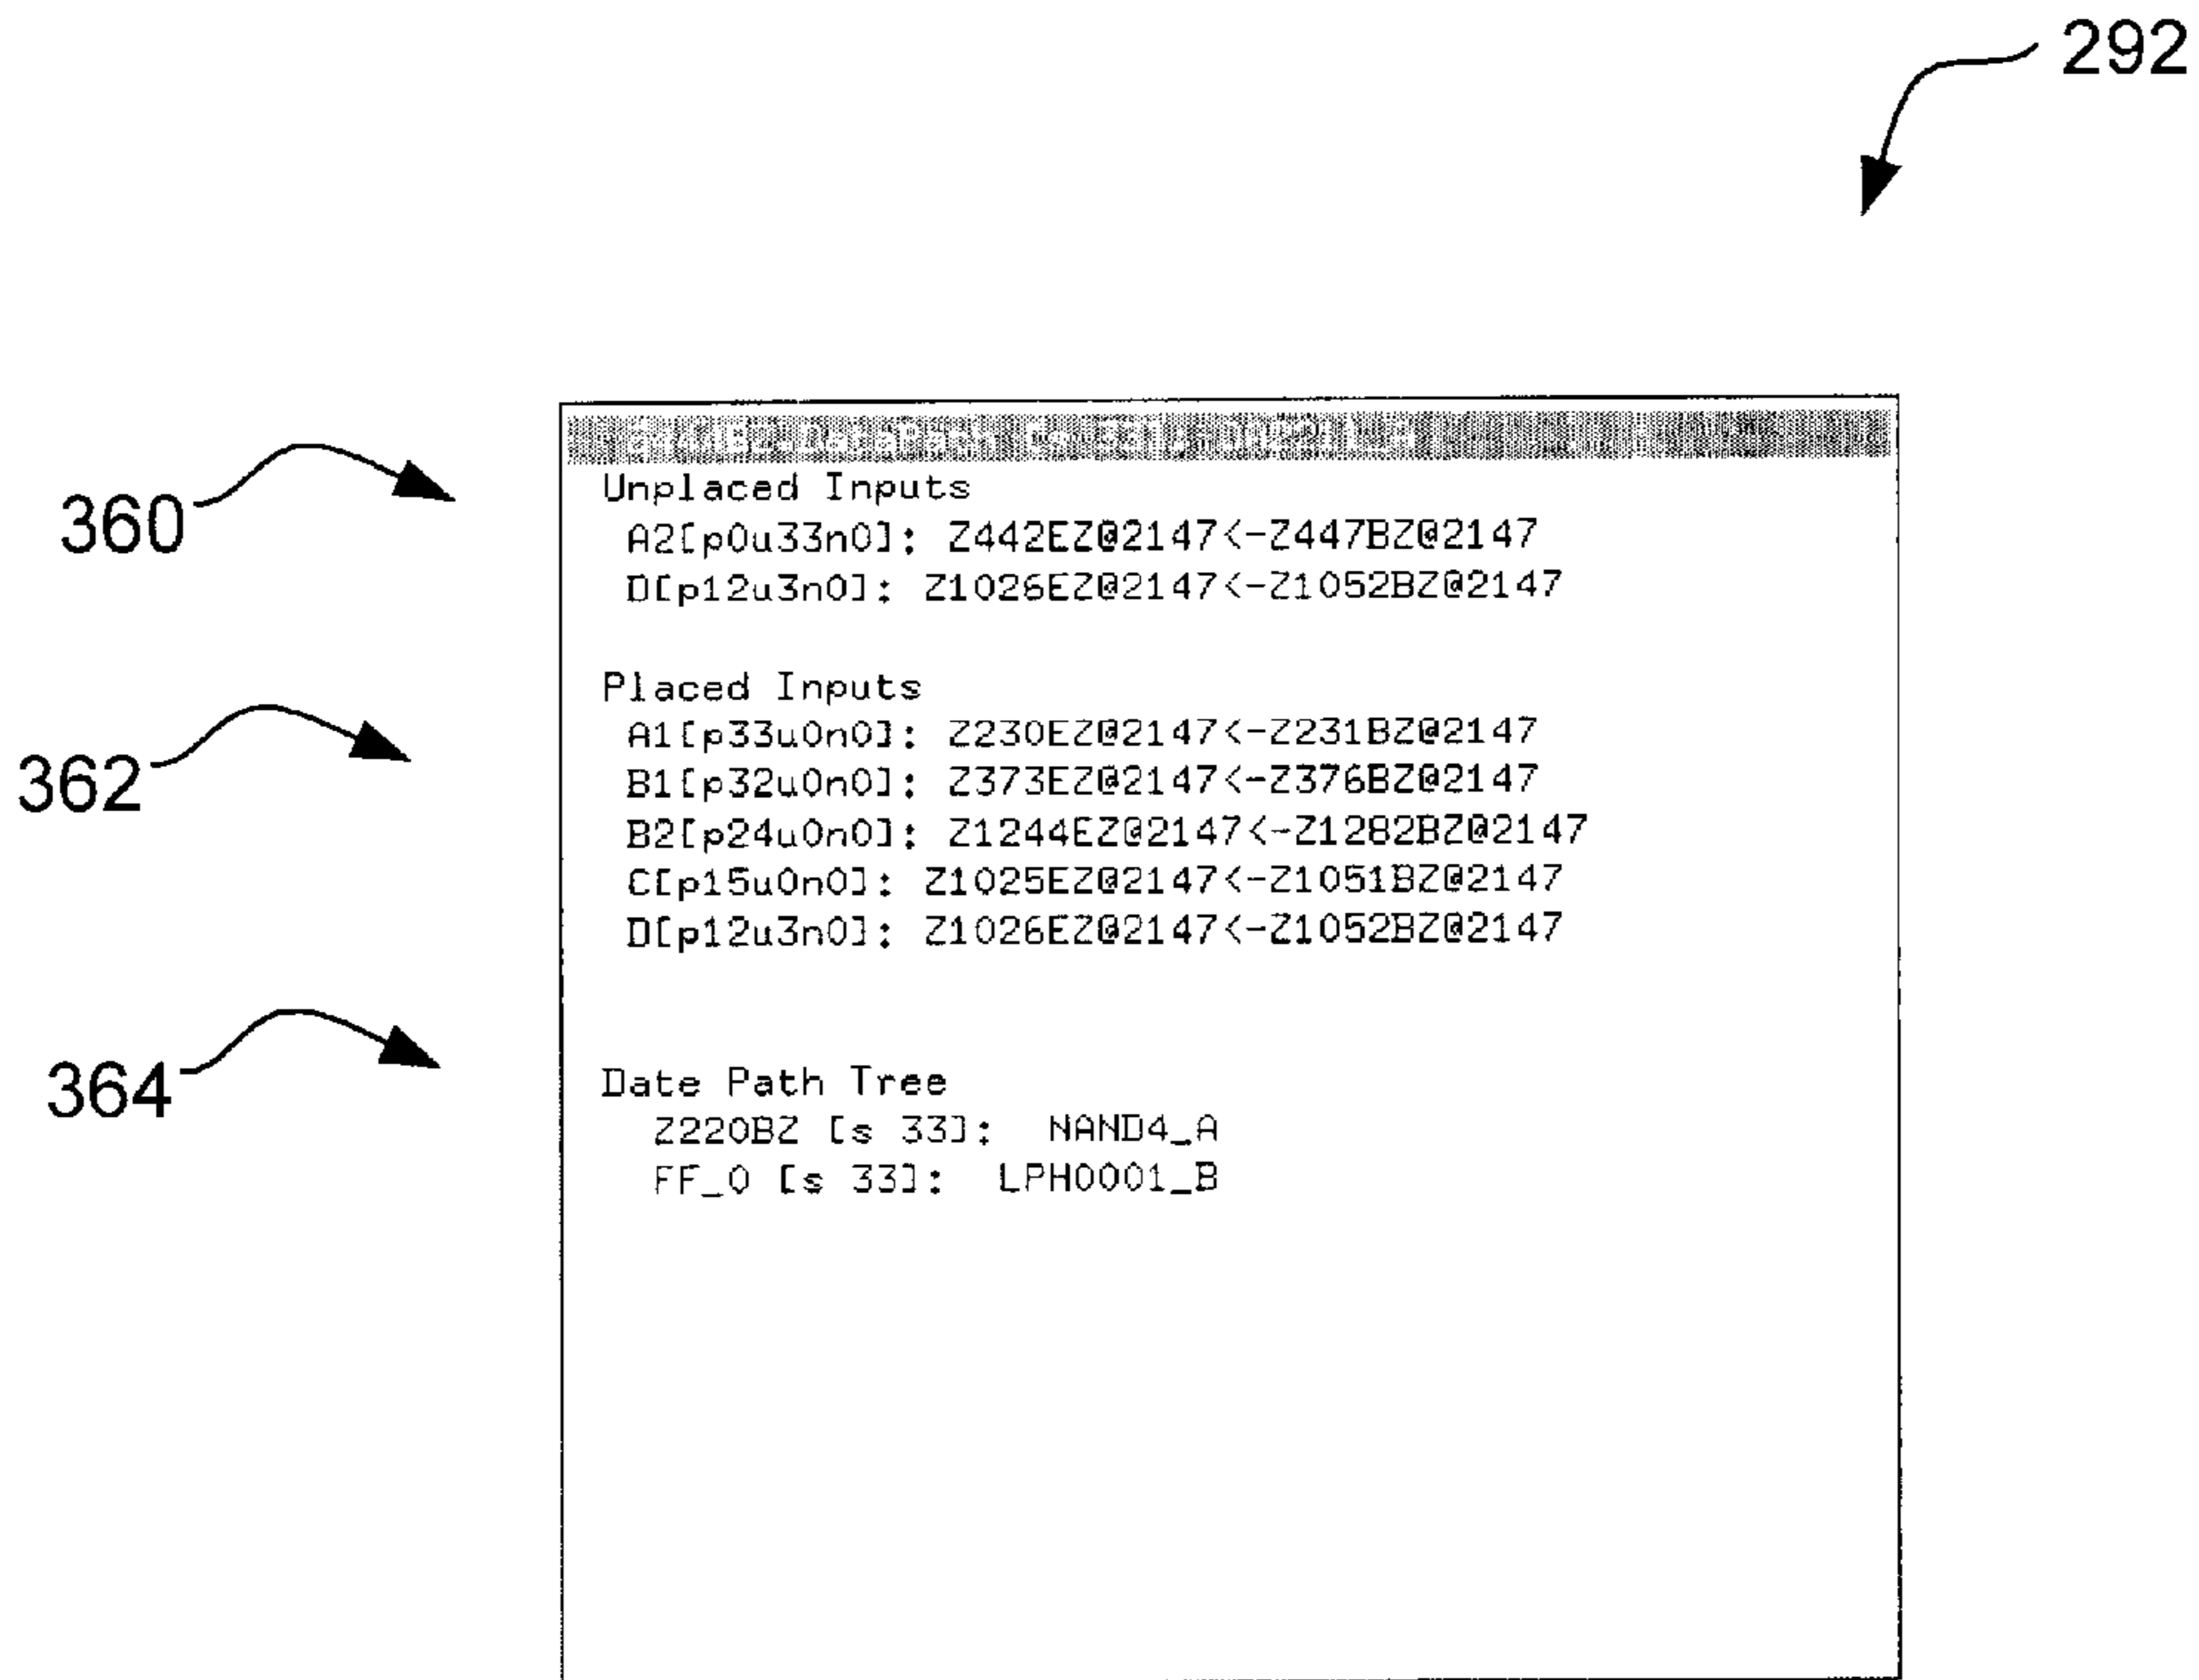 292
360
Unplaced Inputs
A2[p0u33n0]: Z442EZ@2147<-Z447BZ@2147
D[p12u3n0]: Z1026EZ@2147<-Z1052BZ@2147
362
Placed Inputs
A1[p33u0n0]: Z230EZ@2147<-Z231BZ@2147
B1[p32u0n0]: Z373EZ@2147<-Z376BZ@2147
B2[p24u0n0]: Z1244EZ@2147<-Z1282BZ@2147
C[p15u0n0]: Z1025EZ@2147<-Z1051BZ@2147
D[p12u3n0]: Z1026EZ@2147<-Z1052BZ@2147
364
Date Path Tree
Z220BZ [s 33]: NAND4_A
FF_0 [s 33]: LPH0001_B